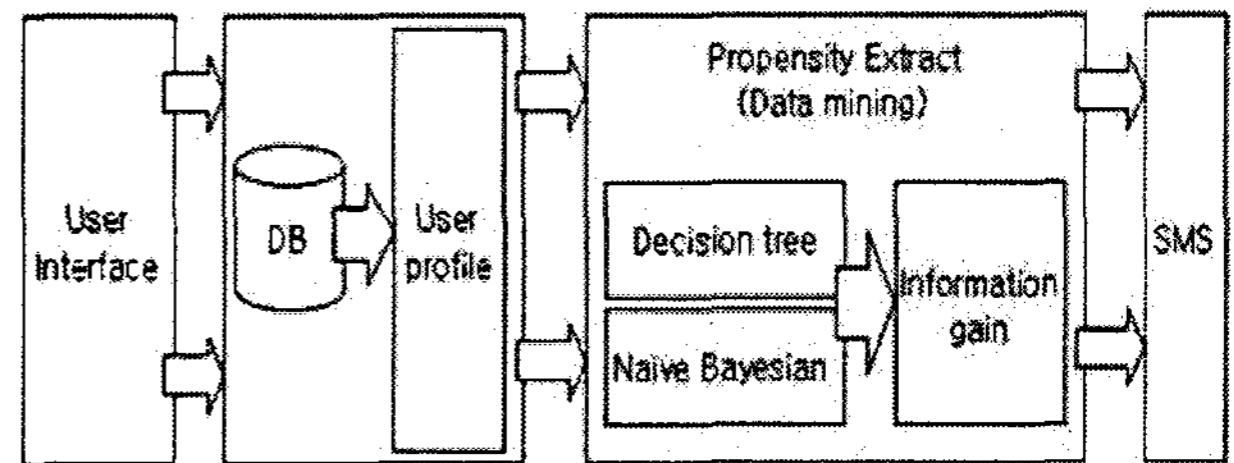 User
Interface
DB
User
profile
Propensity Extract
(Data mining)
Decision tree
Naive Bayesian
Information
gain
SMS